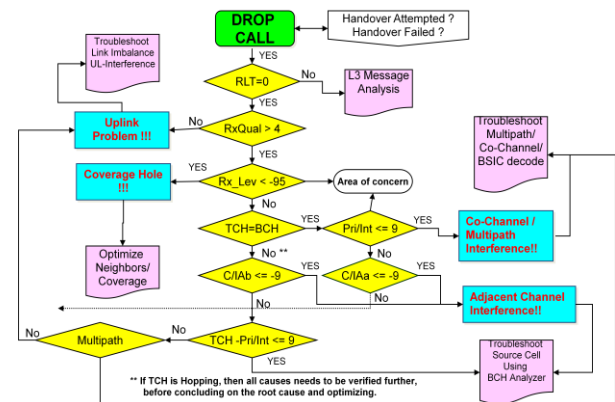 DROP
CALL
Handover Attempted ?
Handover Failed ?
Troubleshoot
Link Imbalance
UL-Interference
YES
RLT=0
No
L3 Message
Analysis
YES
Uplink
Problem !!!
No
RxQual > 4
Troubleshoot
Multipath/
Co-Channel/
BSIC decode
YES
Coverage Hole
!!!
YES
Rx_Lev < -95
Area of concern
No
TCH=BCH
YES
Pri/Int <= 9
YES
Co-Channel /
Multipath
Interference!!
Optimize
Neighbors/
Coverage
No **
No
C/IAb <= -9
YES
C/IAa <= -9
YES
Adjacent Channel
Interference!!
No
No
No
Multipath
No
TCH -Pri/Int <= 9
YES
Troubleshoot
Source Cell
Using
BCH Analyzer
** If TCH is Hopping, then all causes needs to be verified further,
before concluding on the root cause and optimizing.